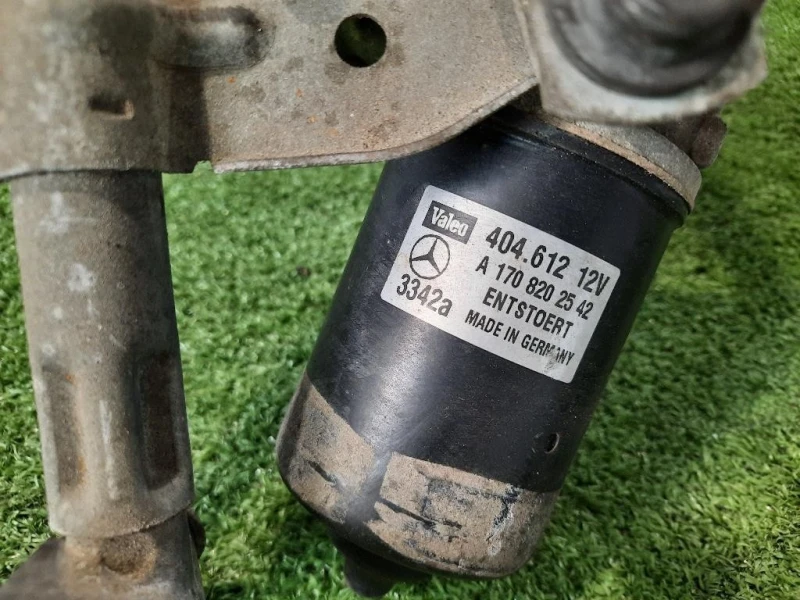 Valeo 404.612 12V
A 170 820 25 42
3342a ENTSTOERT
MADE IN GERMANY